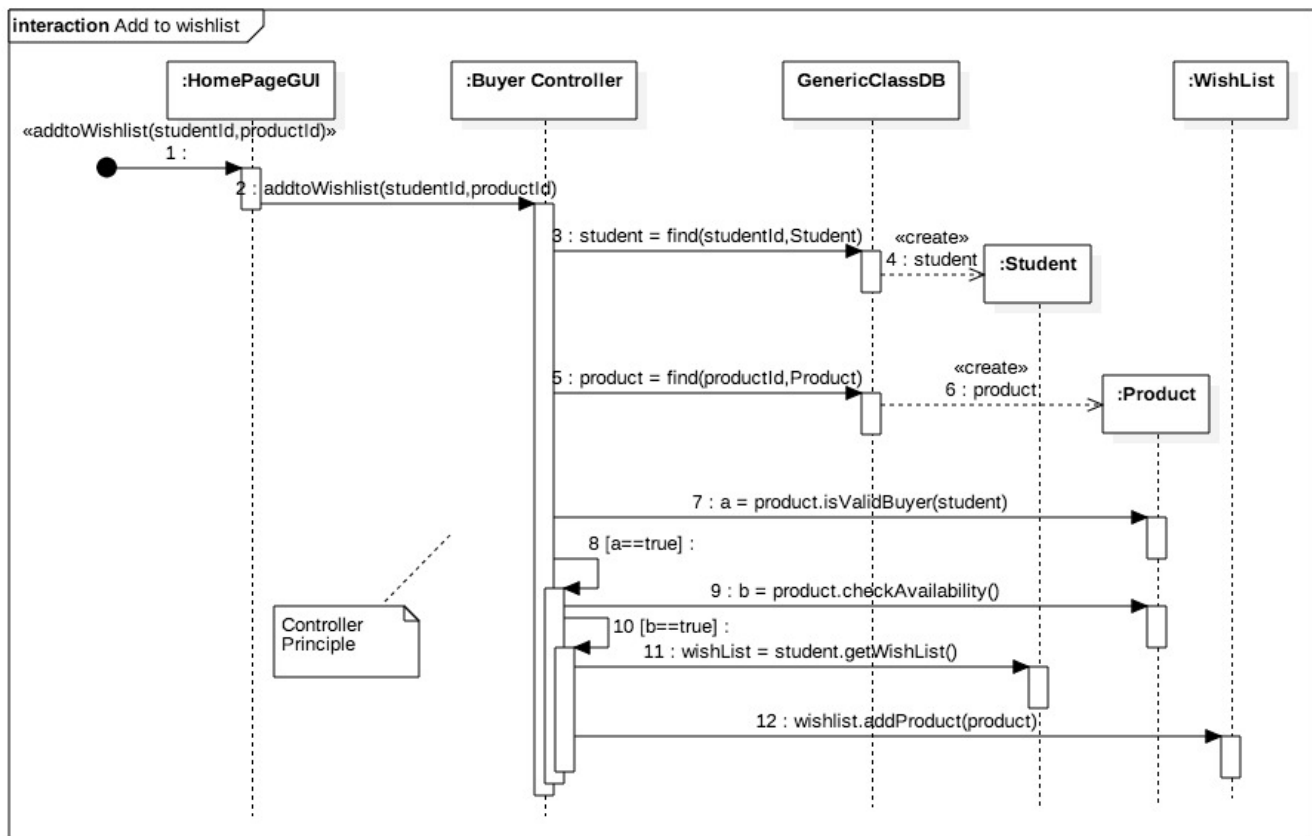 interaction Add to wishlist
:HomePageGUI
:Buyer Controller
GenericClassDB
:WishList
«addtoWishlist(studentId,productId)»
1 :
2 : addtoWishlist(studentId,productId)
3 : student = find(studentId,Student)
«create»
4 : student
:Student
5 : product = find(productId,Product)
«create»
6 : product
:Product
7 : a = product.isValidBuyer(student)
8 [a==true] :
9 : b = product.checkAvailability()
Controller
Principle
10 [b==true] :
11 : wishList = student.getWishList()
12 : wishlist.addProduct(product)